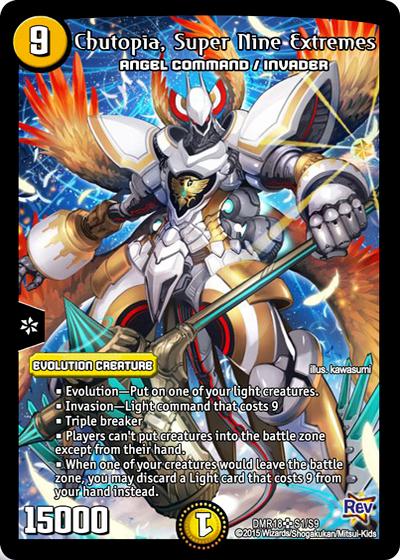 9
Chutopia, Super Nine Extremes
ANGEL COMMAND / INVADER
illus. kawasumi
EVOLUTION CREATURE
■ Evolution—Put on one of your light creatures.
■ Invasion—Light command that costs 9
■ Triple breaker
■ Players can't put creatures into the battle zone
except from their hand.
■ When one of your creatures would leave the battle
zone, you may discard a Light card that costs 9 from
your hand instead.
Rev
15000
1
DMR18 S1/S9
©2015 Wizards/Shogakukan/Mitsui-Kids